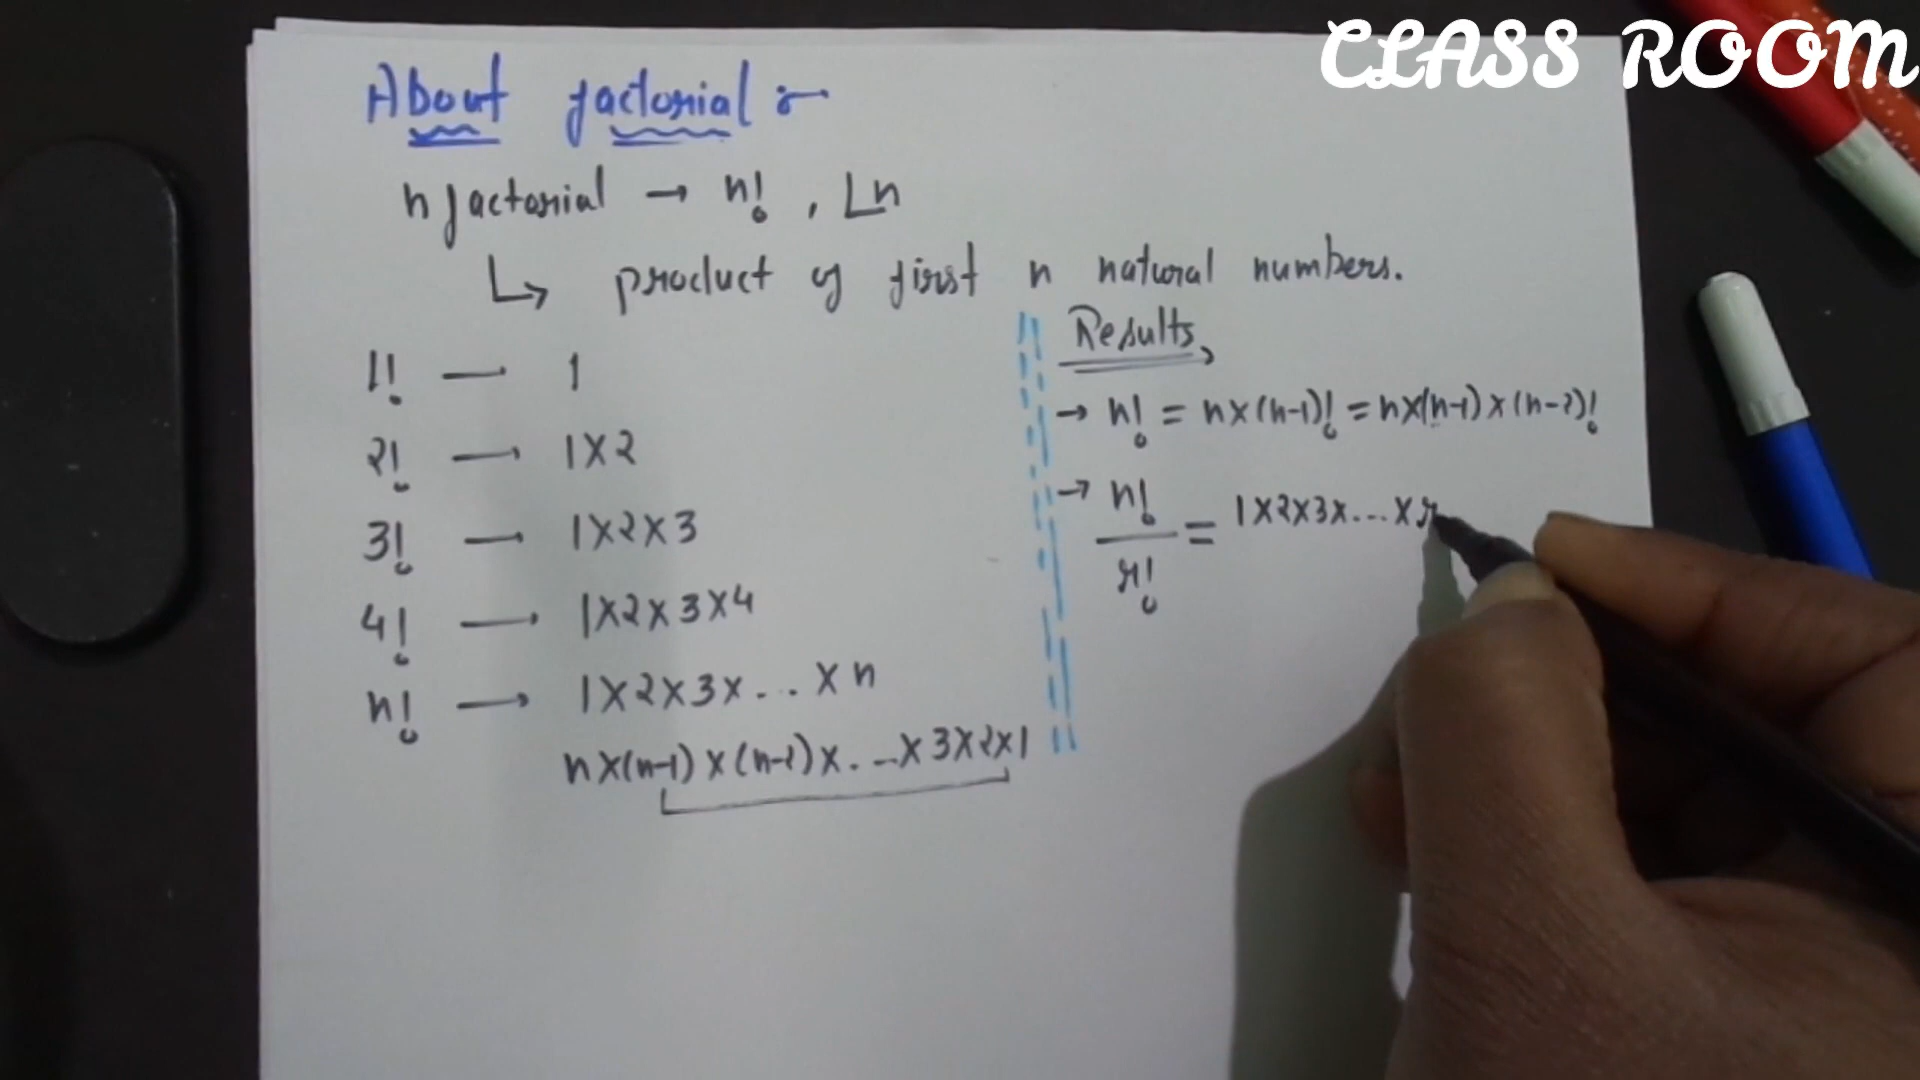 CLASS ROOM
About factorial :-
n factorial → n! , ⌊n
↳ product of first n natural numbers.
1! — 1
2! → 1×2
3! → 1×2×3
4! → 1×2×3×4
n! → 1×2×3×...×n
n×(n-1)×(n-2)×...×3×2×1
Results,
→ n! = n×(n-1)! = n×(n-1)×(n-2)!
→ n!/r! = 1×2×3×...×r